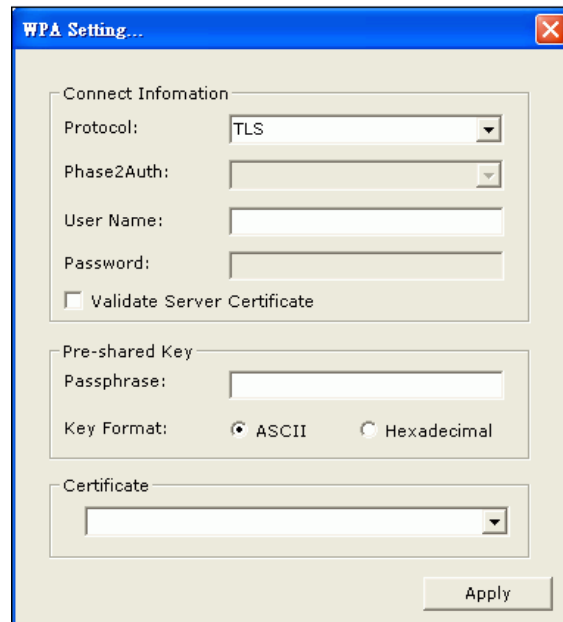 WPA Setting...
Connect Infomation
Protocol: TLS
Phase2Auth:
User Name:
Password:
Validate Server Certificate
Pre-shared Key
Passphrase:
Key Format: ASCII Hexadecimal
Certificate
Apply